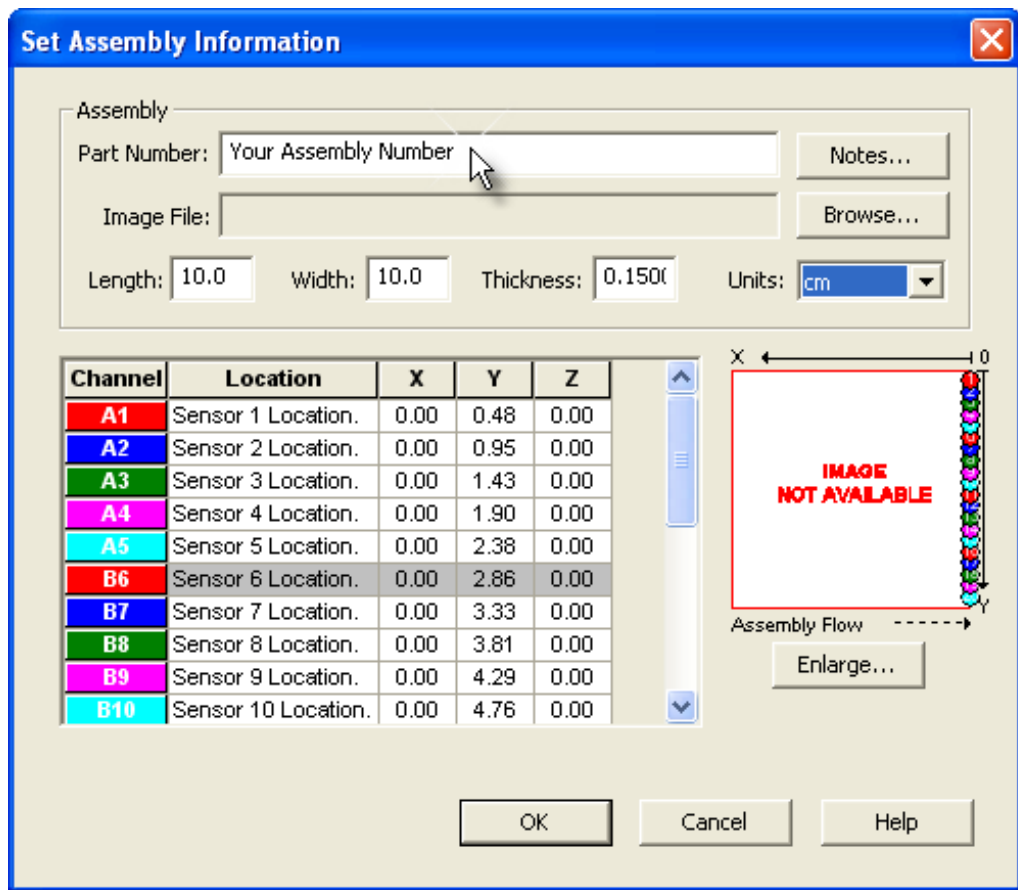 Set Assembly Information
Assembly
Part Number: Your Assembly Number Notes...
Image File: Browse...
Length: 10.0 Width: 10.0 Thickness: 0.150( Units: cm
Channel Location X Y Z
A1 Sensor 1 Location. 0.00 0.48 0.00
A2 Sensor 2 Location. 0.00 0.95 0.00
A3 Sensor 3 Location. 0.00 1.43 0.00
A4 Sensor 4 Location. 0.00 1.90 0.00
A5 Sensor 5 Location. 0.00 2.38 0.00
B6 Sensor 6 Location. 0.00 2.86 0.00
B7 Sensor 7 Location. 0.00 3.33 0.00
B8 Sensor 8 Location. 0.00 3.81 0.00
B9 Sensor 9 Location. 0.00 4.29 0.00
B10 Sensor 10 Location. 0.00 4.76 0.00
X 0
IMAGE
NOT AVAILABLE
Y
Assembly Flow
Enlarge...
OK Cancel Help